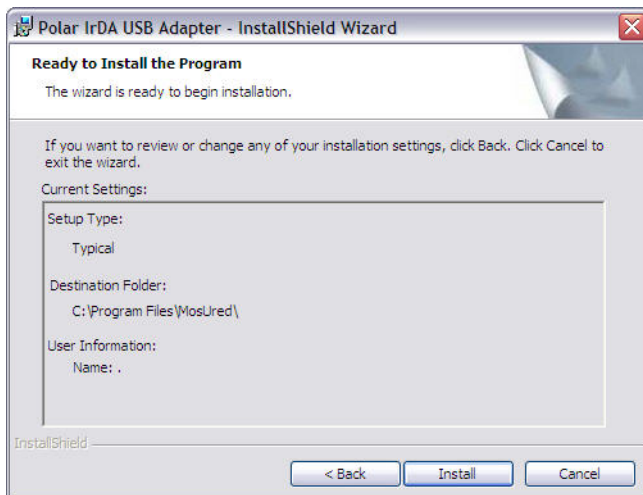 Polar IrDA USB Adapter - InstallShield Wizard
Ready to Install the Program
The wizard is ready to begin installation.
If you want to review or change any of your installation settings, click Back. Click Cancel to
exit the wizard.
Current Settings:
Setup Type:
Typical
Destination Folder:
C:\Program Files\MosUred\
User Information:
Name: .
InstallShield
< Back
Install
Cancel